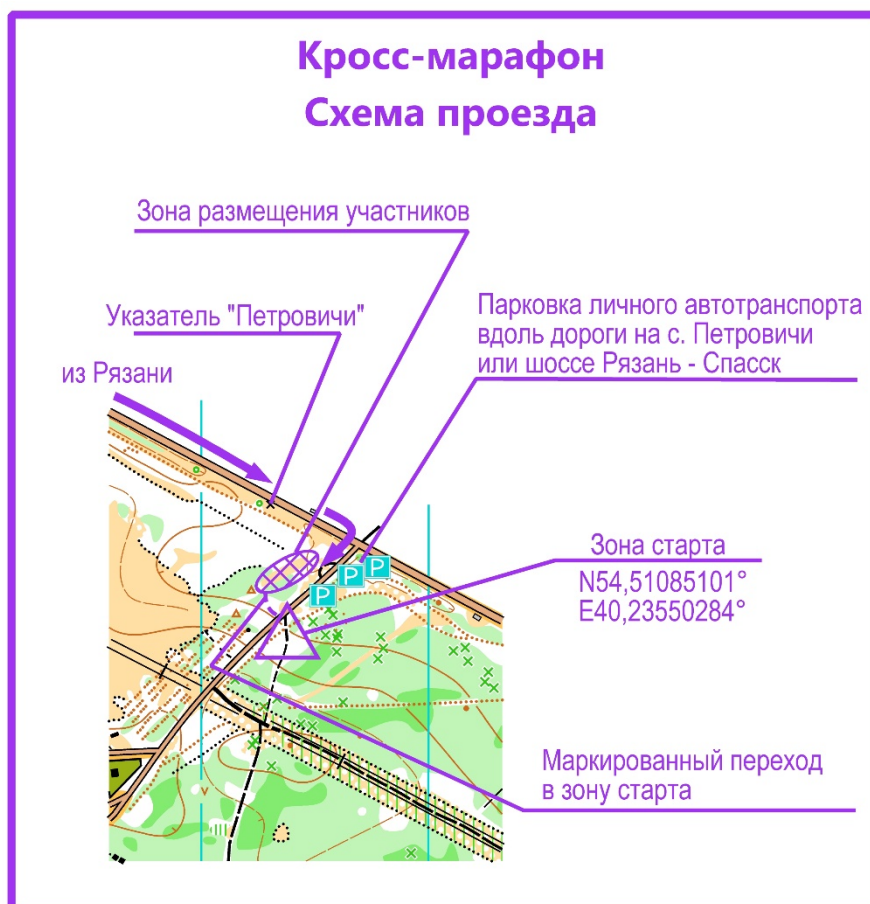 Кросс-марафон
Схема проезда
Зона размещения участников
Указатель "Петровичи"
из Рязани
Парковка личного автотранспорта
вдоль дороги на с. Петровичи
или шоссе Рязань - Спасск
P
P
P
Зона старта
N54,51085101°
E40,23550284°
Маркированный переход
в зону старта